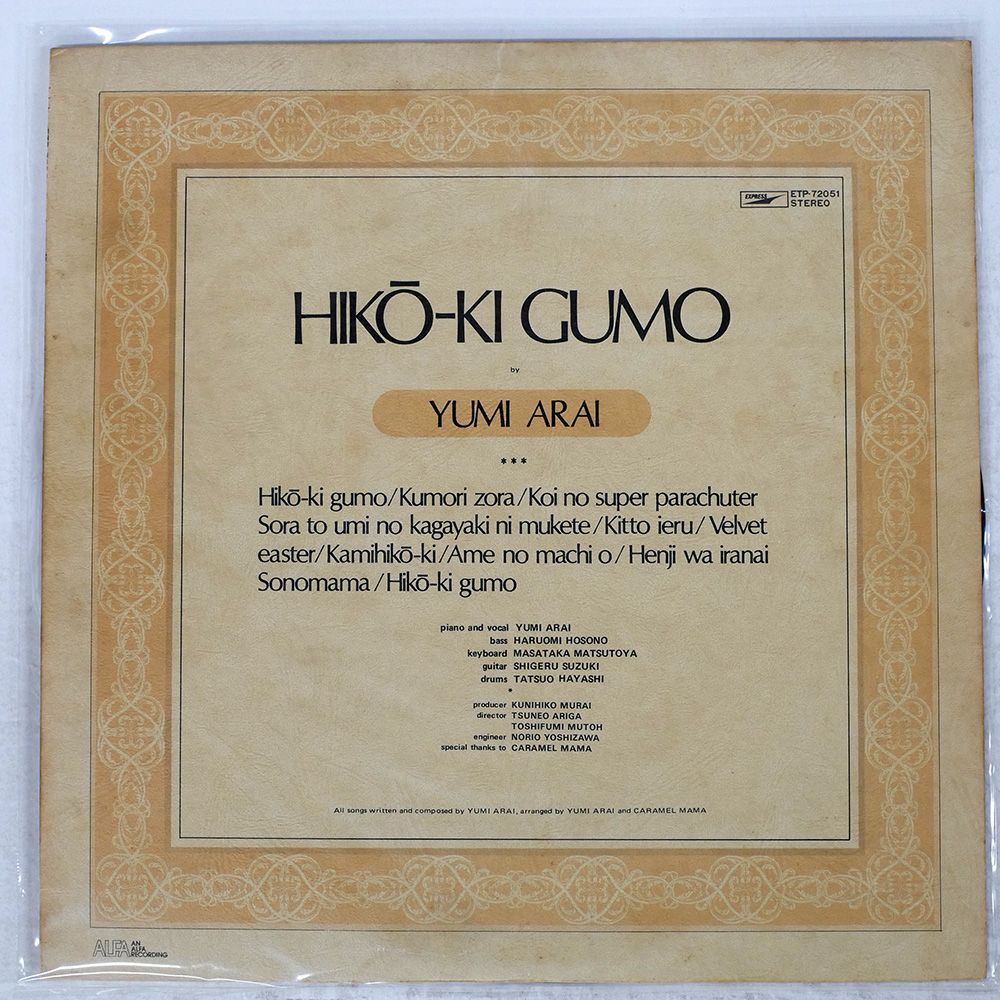 EXPRESS ETP-72051
STEREO
HIKŌ-KI GUMO
by
YUMI ARAI
***
Hikō-ki gumo/Kumori zora/Koi no super parachuter
Sora to umi no kagayaki ni mukete/Kitto ieru/Velvet
easter/Kamihikō-ki/Ame no machi o/Henji wa iranai
Sonomama/Hikō-ki gumo
piano and vocal YUMI ARAI
bass HARUOMI HOSONO
keyboard MASATAKA MATSUTOYA
guitar SHIGERU SUZUKI
drums TATSUO HAYASHI
*
producer KUNIHIKO MURAI
director TSUNEO ARIGA
TOSHIFUMI MUTOH
engineer NORIO YOSHIZAWA
special thanks to CARAMEL MAMA
All songs written and composed by YUMI ARAI, arranged by YUMI ARAI and CARAMEL MAMA
ALFA AN
ALFA
RECORDING